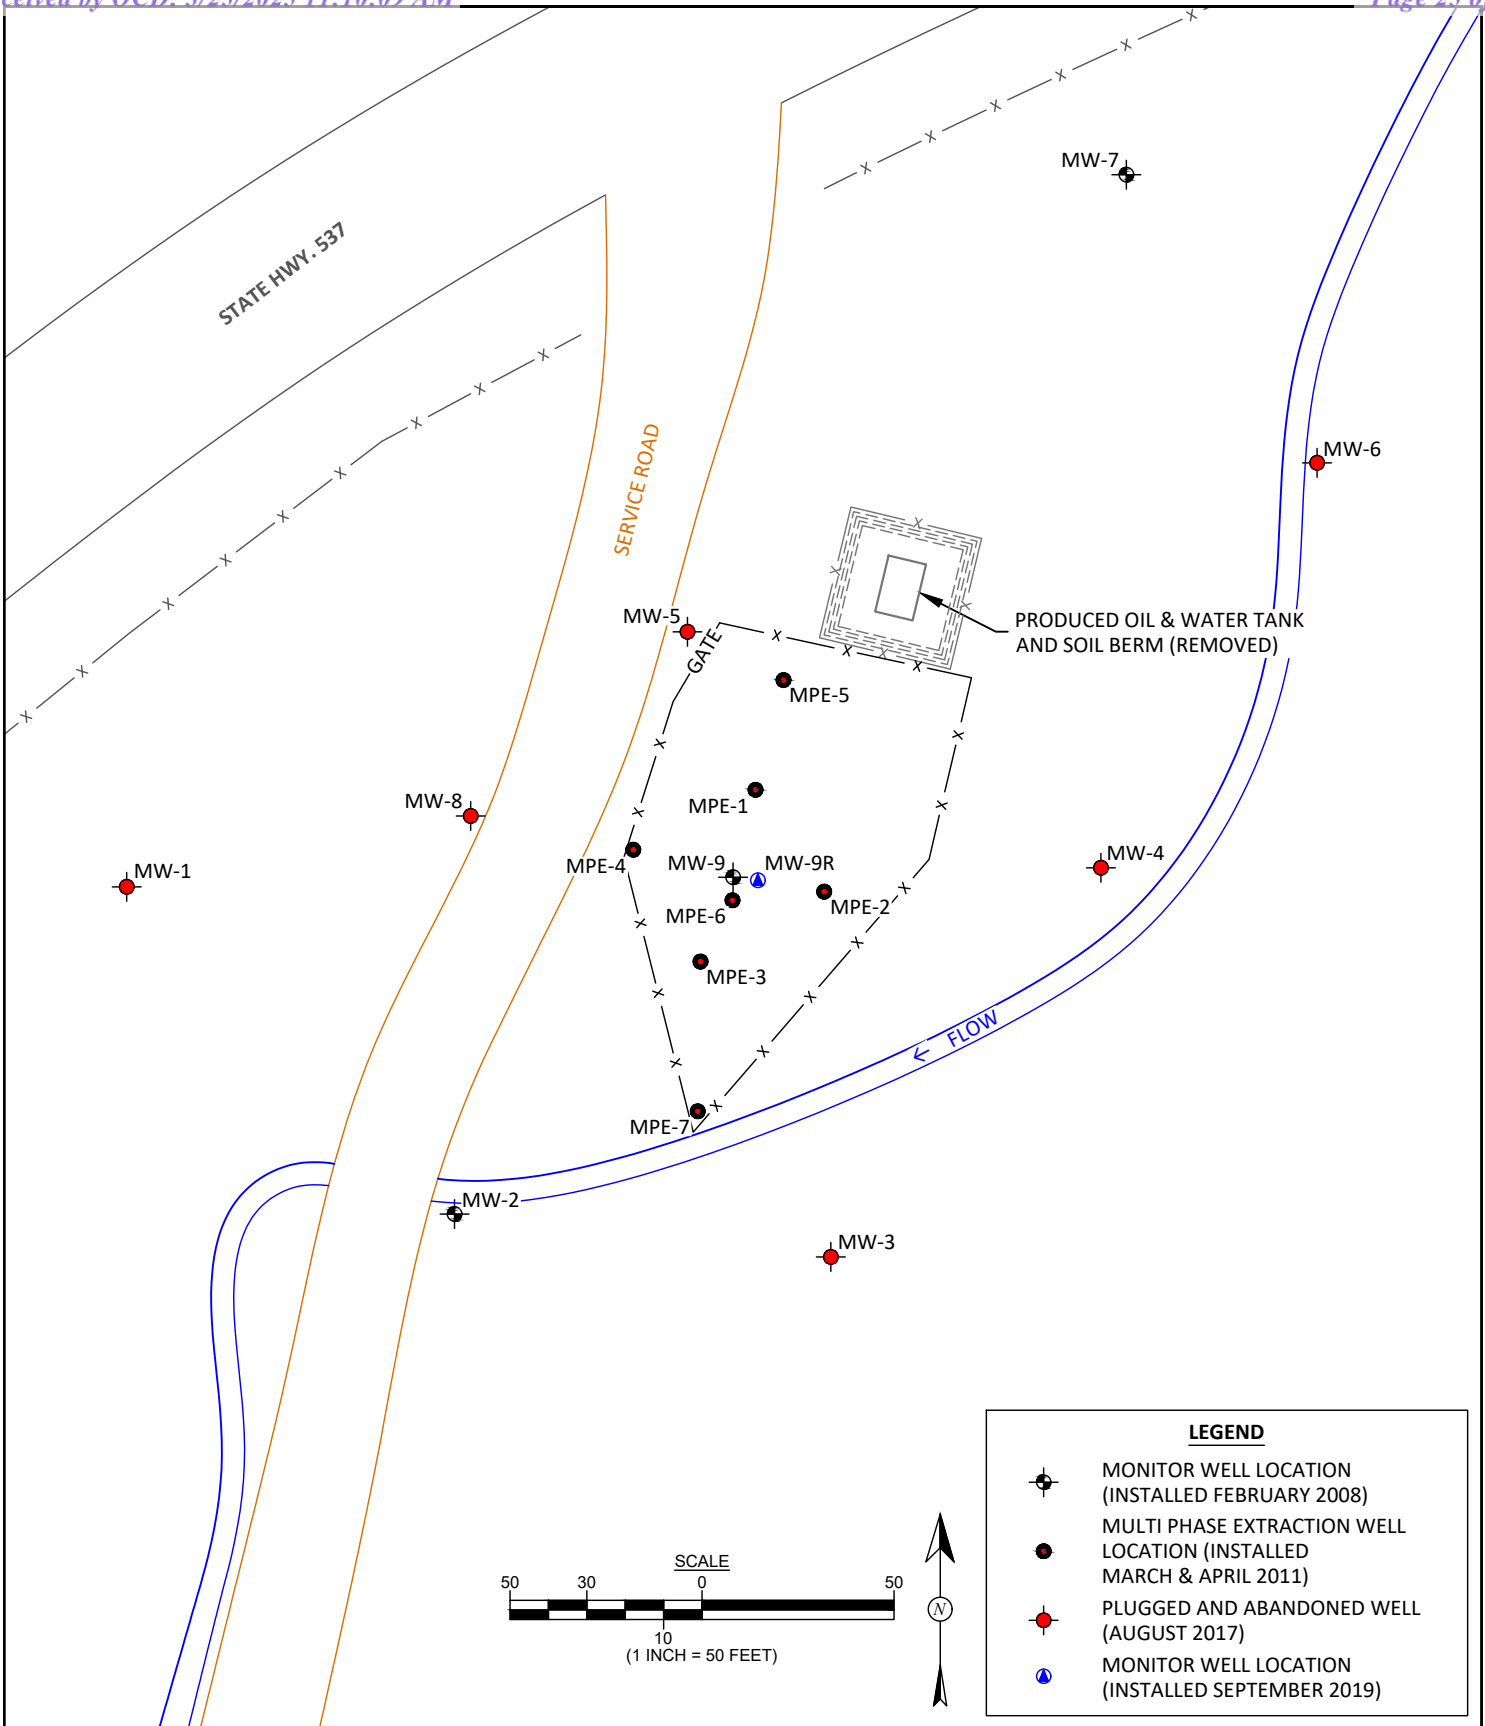 MW-7
STATE HWY. 537
SERVICE ROAD
MW-6
MW-5
GATE
PRODUCED OIL & WATER TANK
AND SOIL BERM (REMOVED)
MPE-5
MPE-1
MW-8
MPE-4
MW-9
MW-9R
MW-4
MW-1
MPE-6
MPE-2
MPE-3
← FLOW
MPE-7
MW-2
MW-3
LEGEND
MONITOR WELL LOCATION
(INSTALLED FEBRUARY 2008)
MULTI PHASE EXTRACTION WELL
LOCATION (INSTALLED
MARCH & APRIL 2011)
PLUGGED AND ABANDONED WELL
(AUGUST 2017)
MONITOR WELL LOCATION
(INSTALLED SEPTEMBER 2019)
SCALE
50 30 0 50
10
(1 INCH = 50 FEET)
N